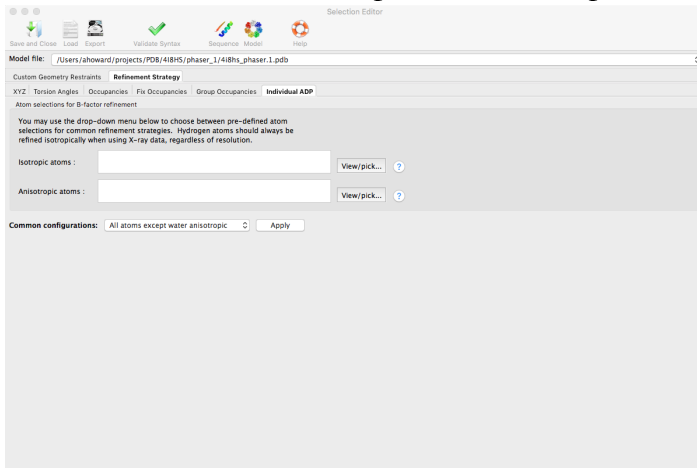 Selection Editor
Save and Close Load Export Validate Syntax Sequence Model Help
Model file: /Users/ahoward/projects/PDB/4I8HS/phaser_1/4i8hs_phaser.1.pdb
Custom Geometry Restraints Refinement Strategy
XYZ Torsion Angles Occupancies Fix Occupancies Group Occupancies Individual ADP
Atom selections for B-factor refinement
You may use the drop-down menu below to choose between pre-defined atom
selections for common refinement strategies. Hydrogen atoms should always be
refined isotropically when using X-ray data, regardless of resolution.
Isotropic atoms : View/pick... ?
Anisotropic atoms : View/pick... ?
Common configurations: All atoms except water anisotropic Apply